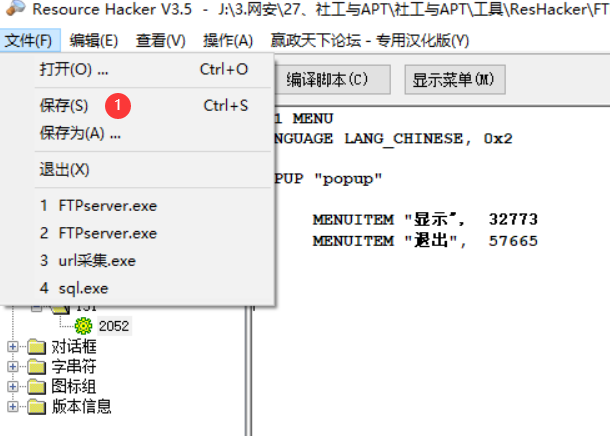 Resource Hacker V3.5 - J:\3.网安\27、社工与APT\社工与APT\工具\ResHacker\FT
文件(F) 编辑(E) 查看(V) 操作(A) 嬴政天下论坛 - 专用汉化版(Y)
打开(O) ... Ctrl+O
编译脚本(C) 显示菜单(M)
保存(S) 1 Ctrl+S
保存为(A) ...
退出(X)
1 FTPserver.exe
2 FTPserver.exe
3 url采集.exe
4 sql.exe
1 MENU
NGUAGE LANG_CHINESE, 0x2
PUP "popup"
MENUITEM "显示", 32773
MENUITEM "退出", 57665
2052
对话框
字串符
图标组
版本信息